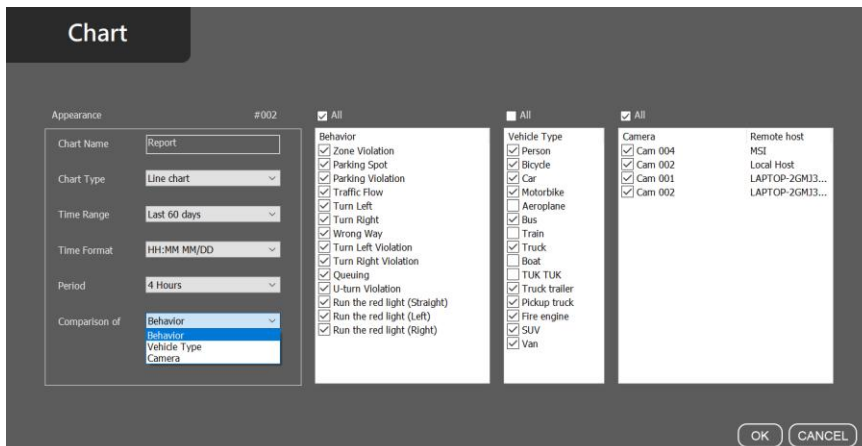 Chart
Appearance #002
Chart Name Report
Chart Type Line chart
Time Range Last 60 days
Time Format HH:MM MM/DD
Period 4 Hours
Comparison of Behavior
Behavior
Vehicle Type
Camera
All
Behavior
Zone Violation
Parking Spot
Parking Violation
Traffic Flow
Turn Left
Turn Right
Wrong Way
Turn Left Violation
Turn Right Violation
Queuing
U-turn Violation
Run the red light (Straight)
Run the red light (Left)
Run the red light (Right)
All
Vehicle Type
Person
Bicycle
Car
Motorbike
Aeroplane
Bus
Train
Truck
Boat
TUK TUK
Truck trailer
Pickup truck
Fire engine
SUV
Van
All
Camera Remote host
Cam 004 MSI
Cam 002 Local Host
Cam 001 LAPTOP-2GMJ3...
Cam 002 LAPTOP-2GMJ3...
OK CANCEL